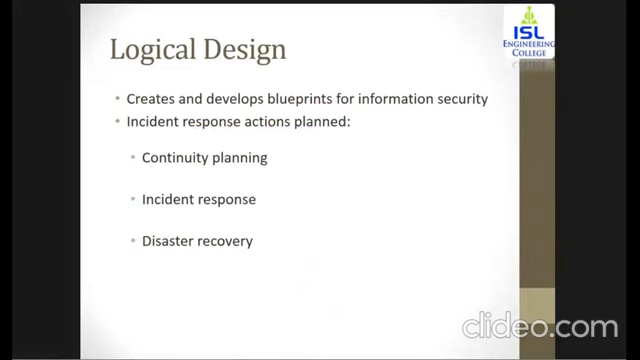 ISL
ENGINEERING
COLLEGE
Logical Design
• Creates and develops blueprints for information security
• Incident response actions planned:
• Continuity planning
• Incident response
• Disaster recovery
clideo.com